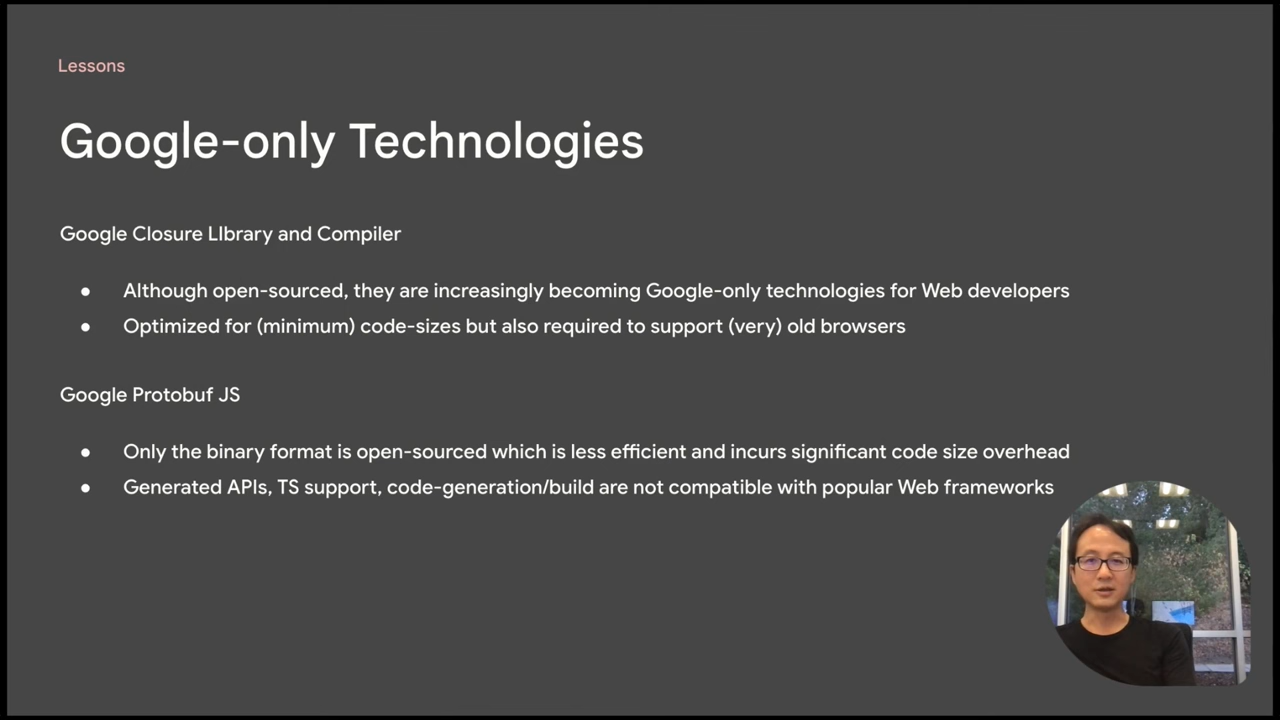 Lessons
Google-only Technologies
Google Closure LIbrary and Compiler
● Although open-sourced, they are increasingly becoming Google-only technologies for Web developers
● Optimized for (minimum) code-sizes but also required to support (very) old browsers
Google Protobuf JS
● Only the binary format is open-sourced which is less efficient and incurs significant code size overhead
● Generated APIs, TS support, code-generation/build are not compatible with popular Web frameworks